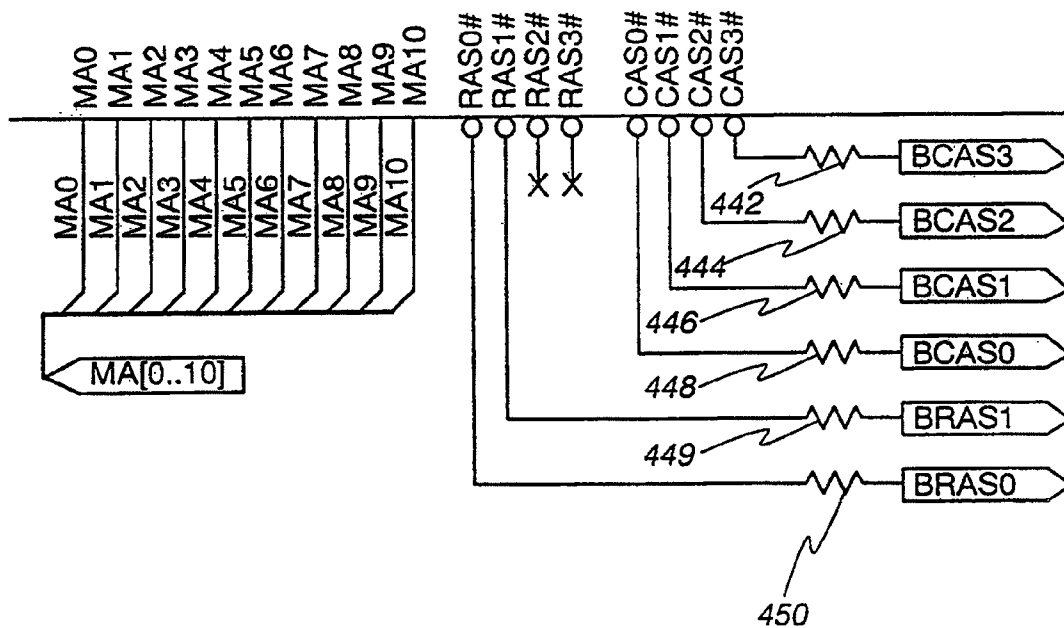 MA0
MA1
MA2
MA3
MA4
MA5
MA6
MA7
MA8
MA9
MA10
RAS0#
RAS1#
RAS2#
RAS3#
CAS0#
CAS1#
CAS2#
CAS3#
MA0
MA1
MA2
MA3
MA4
MA5
MA6
MA7
MA8
MA9
MA10
MA[0..10]
BCAS3
442
BCAS2
444
BCAS1
446
BCAS0
448
BRAS1
449
BRAS0
450